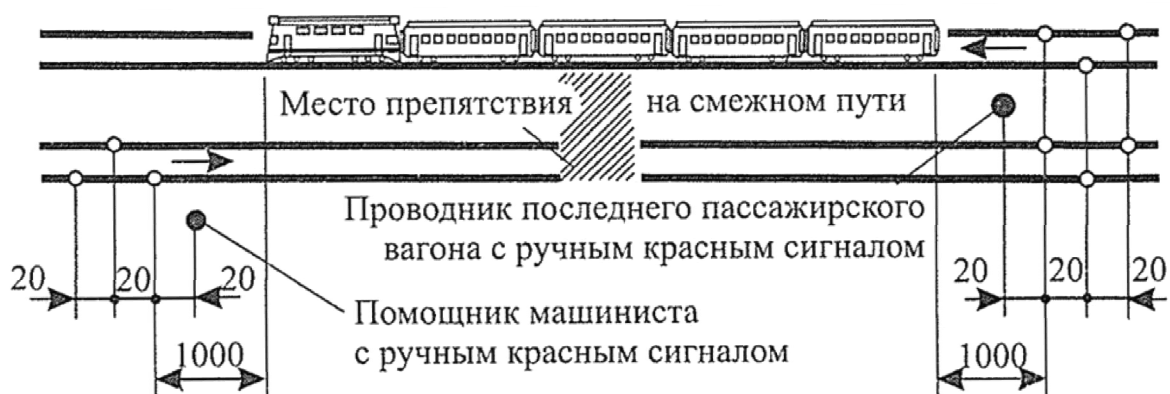 Место препятствия на смежном пути
Проводник последнего пассажирского
вагона с ручным красным сигналом
20 20 20
20 20 20
Помощник машиниста
с ручным красным сигналом
1000
1000